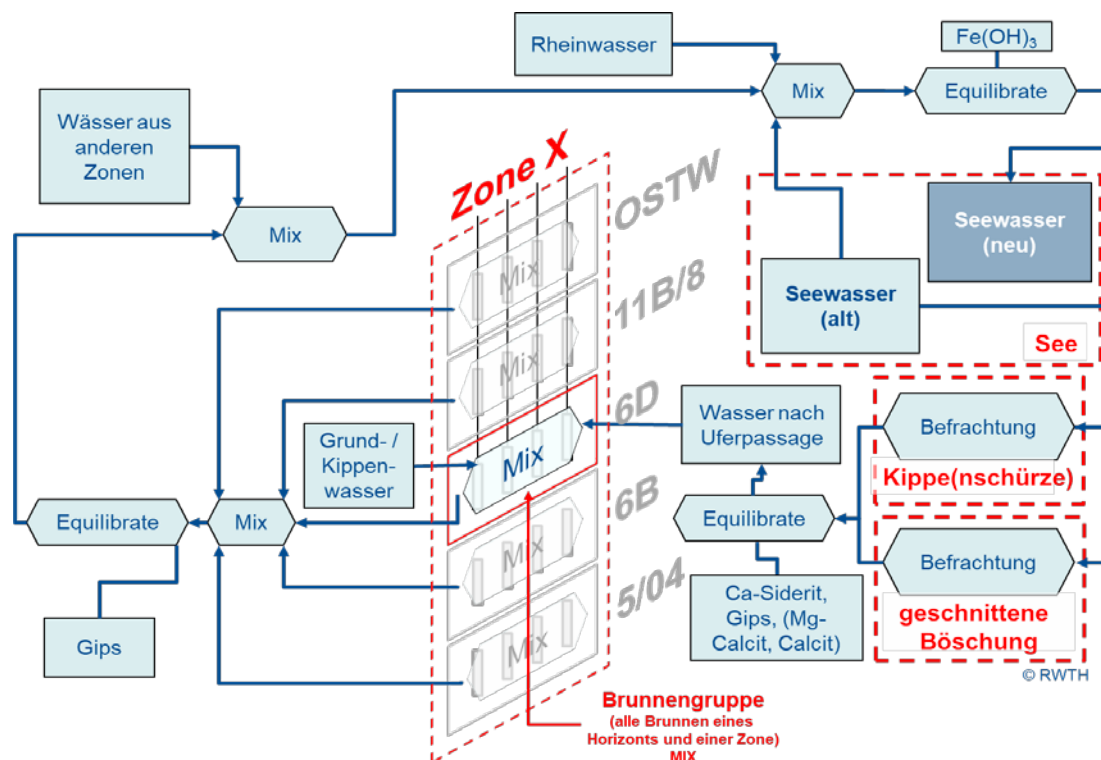 Rheinwasser
Fe(OH)3
Mix
Equilibrate
Wässer aus
anderen
Zonen
Mix
Zone X
OSTW
Mix
11B/8
Mix
6D
Mix
6B
Mix
5/04
Mix
Seewasser
(neu)
Seewasser
(alt)
See
Wasser nach
Uferpassage
Befrachtung
Kippe(nschürze)
Grund- /
Kippen-
wasser
Equilibrate
Mix
Equilibrate
Befrachtung
geschnittene
Böschung
Ca-Siderit,
Gips, (Mg-
Calcit, Calcit)
Gips
© RWTH
Brunnengruppe
(alle Brunnen eines
Horizonts und einer Zone)
MIX